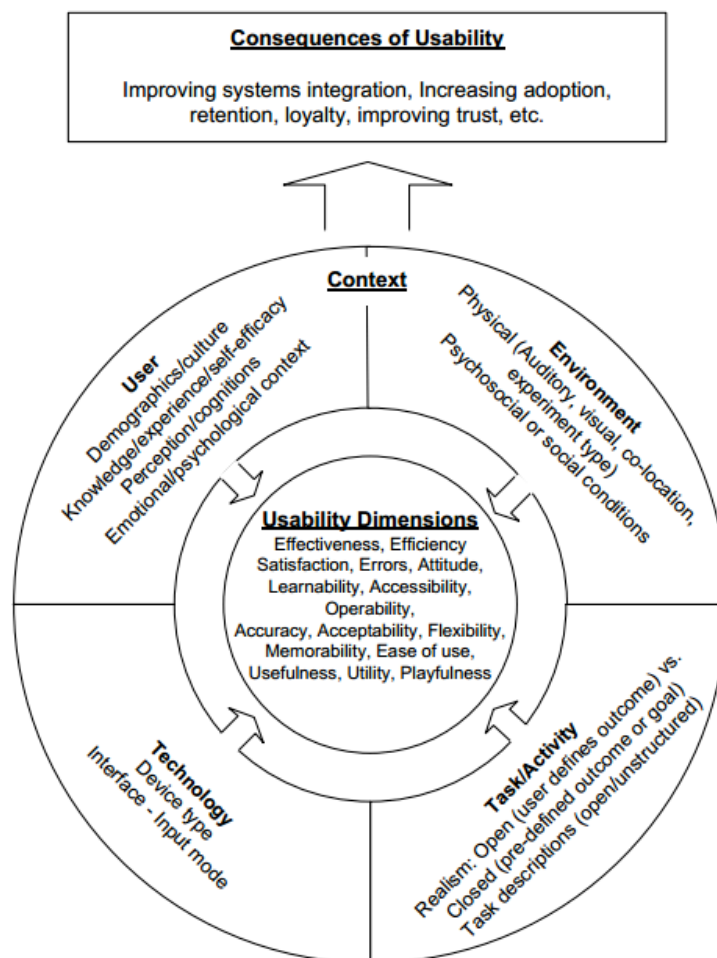 Consequences of Usability
Improving systems integration, Increasing adoption,
retention, loyalty, improving trust, etc.
Context
User
Demographics/culture
Knowledge/experience/self-efficacy
Perception/cognitions
Emotional/psychological context
Environment
Physical (Auditory, visual, co-location,
experiment type)
Psychosocial or social conditions
Usability Dimensions
Effectiveness, Efficiency
Satisfaction, Errors, Attitude,
Learnability, Accessibility,
Operability,
Accuracy, Acceptability, Flexibility,
Memorability, Ease of use,
Usefulness, Utility, Playfulness
Technology
Device type
Interface - Input mode
Task/Activity
Realism: Open (user defines outcome) vs.
Closed (pre-defined outcome or goal)
Task descriptions (open/unstructured)